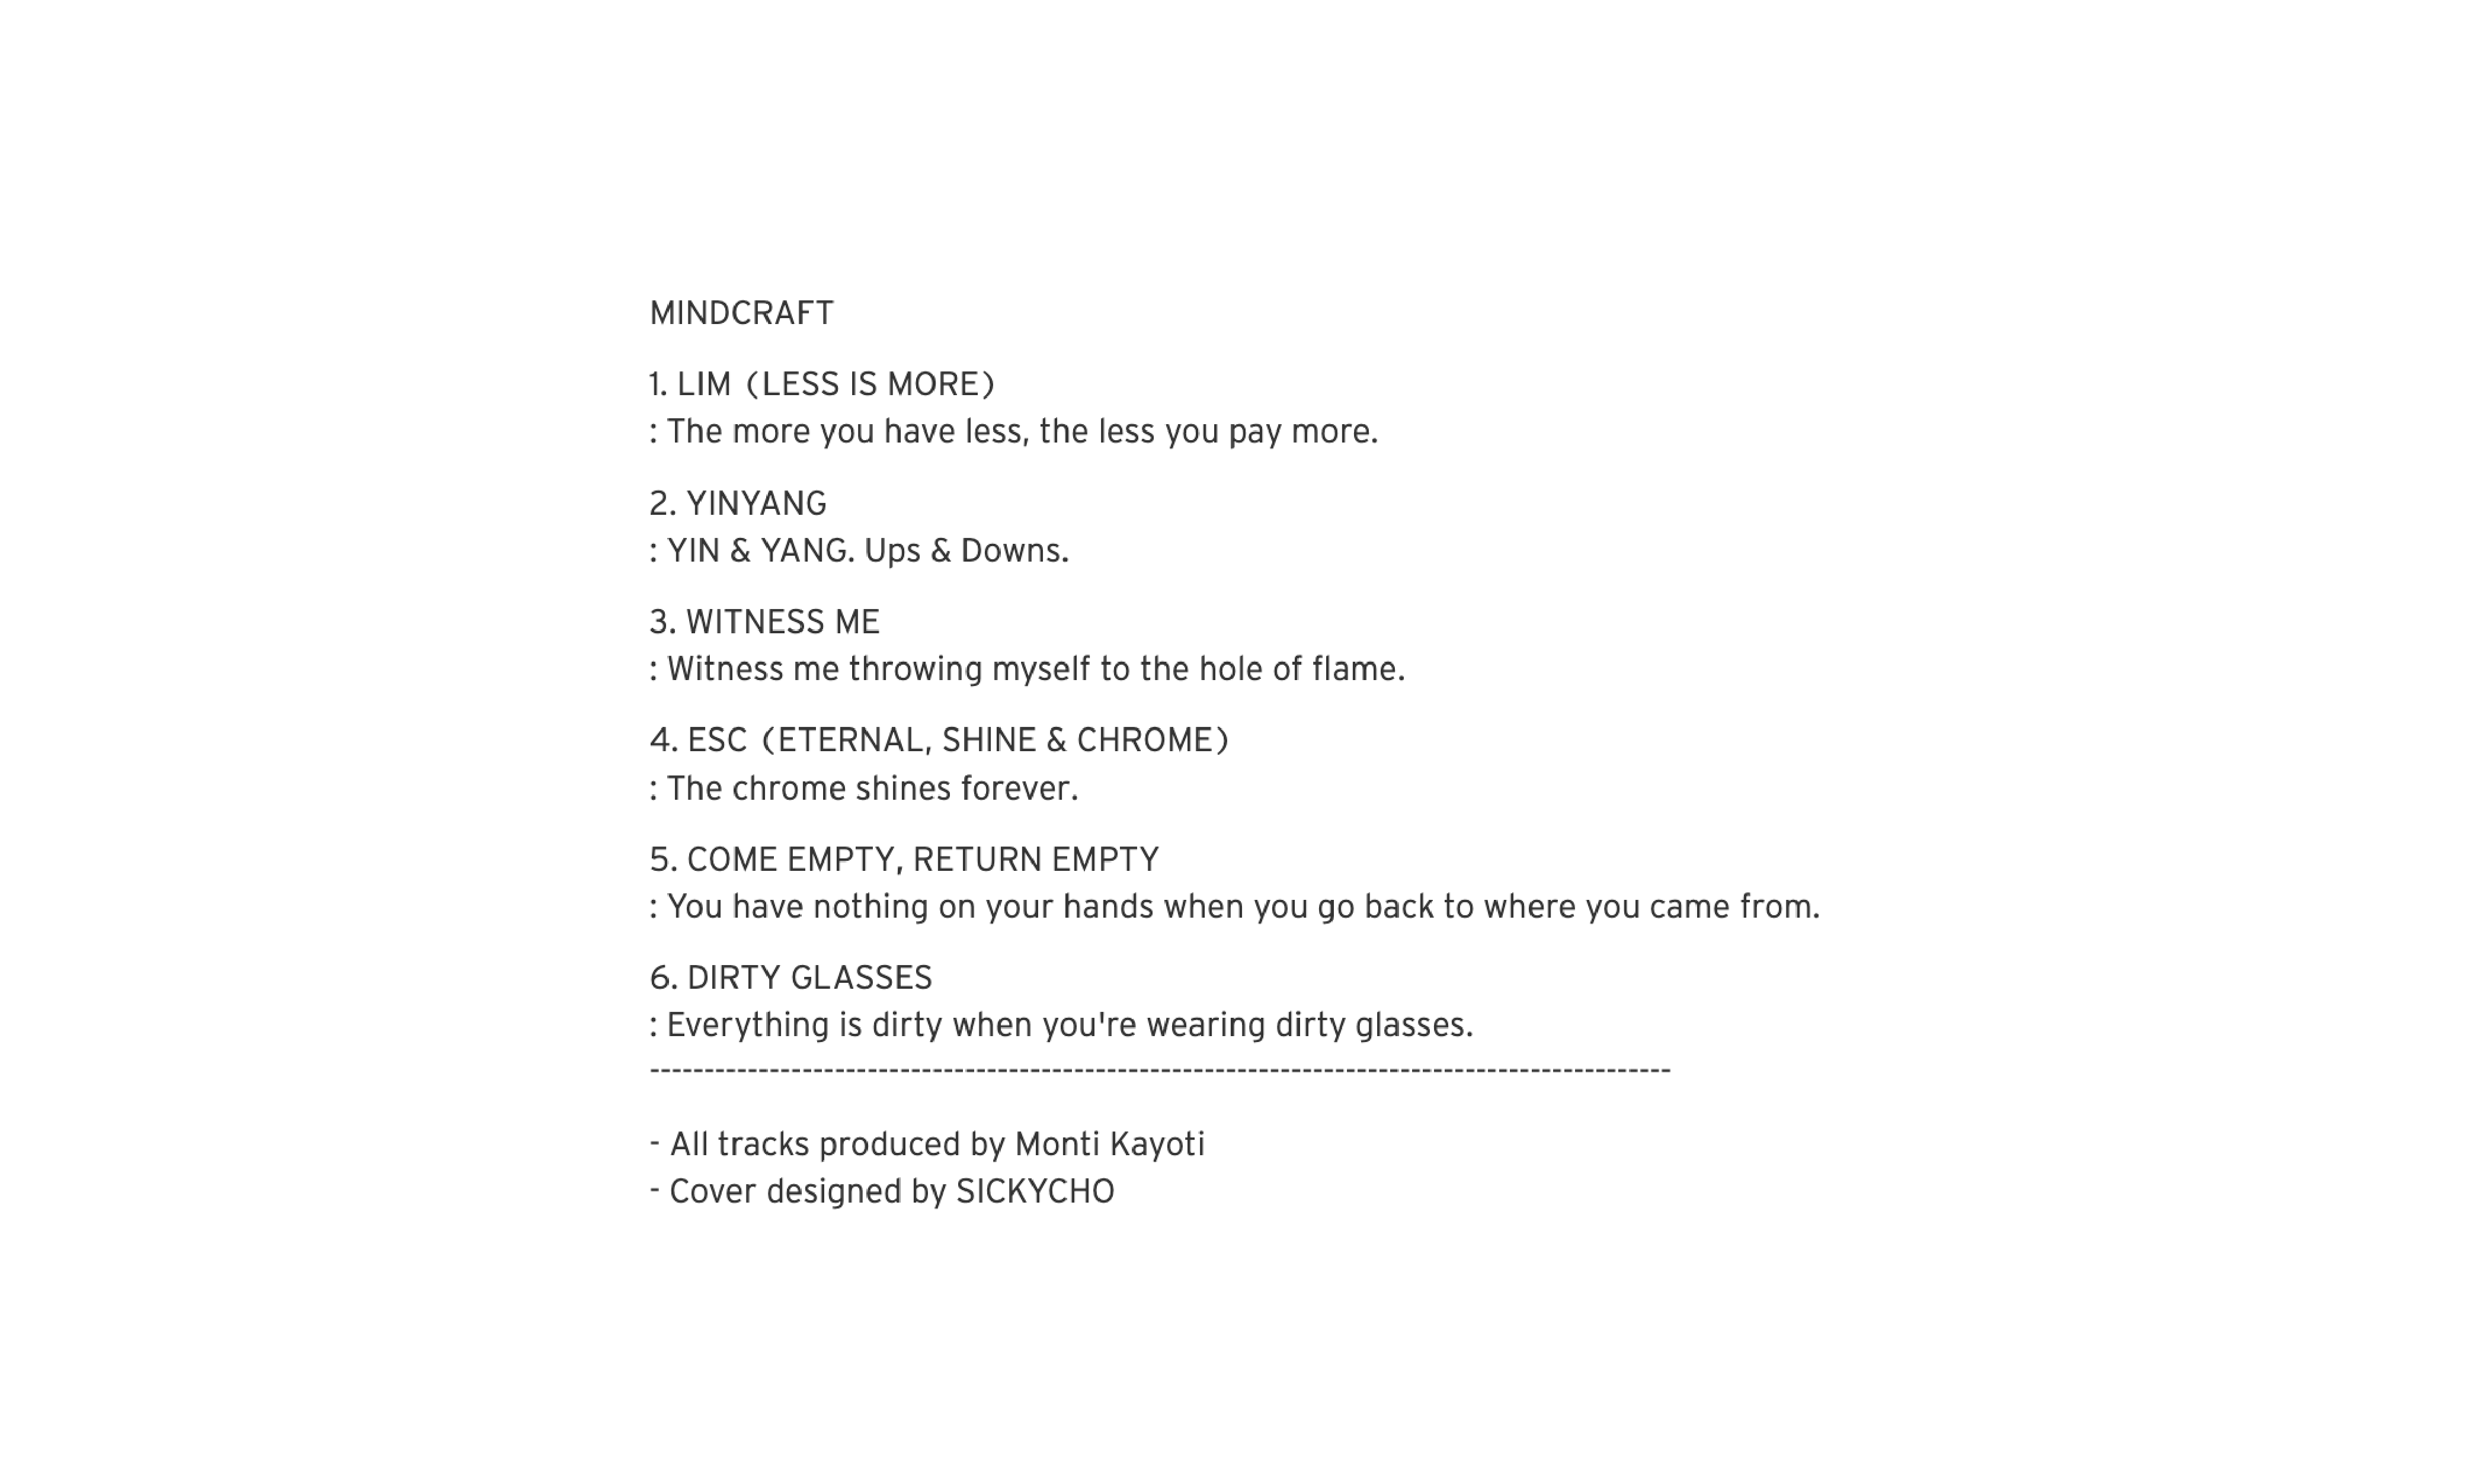 MINDCRAFT
1. LIM (LESS IS MORE)
: The more you have less, the less you pay more.
2. YINYANG
: YIN & YANG. Ups & Downs.
3. WITNESS ME
: Witness me throwing myself to the hole of flame.
4. ESC (ETERNAL, SHINE & CHROME)
: The chrome shines forever.
5. COME EMPTY, RETURN EMPTY
: You have nothing on your hands when you go back to where you came from.
6. DIRTY GLASSES
: Everything is dirty when you're wearing dirty glasses.
----------------------------------------------------------------------------------------------
- All tracks produced by Monti Kayoti
- Cover designed by SICKYCHO